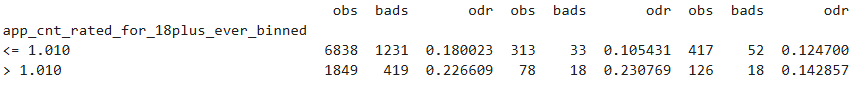 obs bads odr obs bads odr obs bads odr
app_cnt_rated_for_18plus_ever_binned
<= 1.010 6838 1231 0.180023 313 33 0.105431 417 52 0.124700
> 1.010 1849 419 0.226609 78 18 0.230769 126 18 0.142857